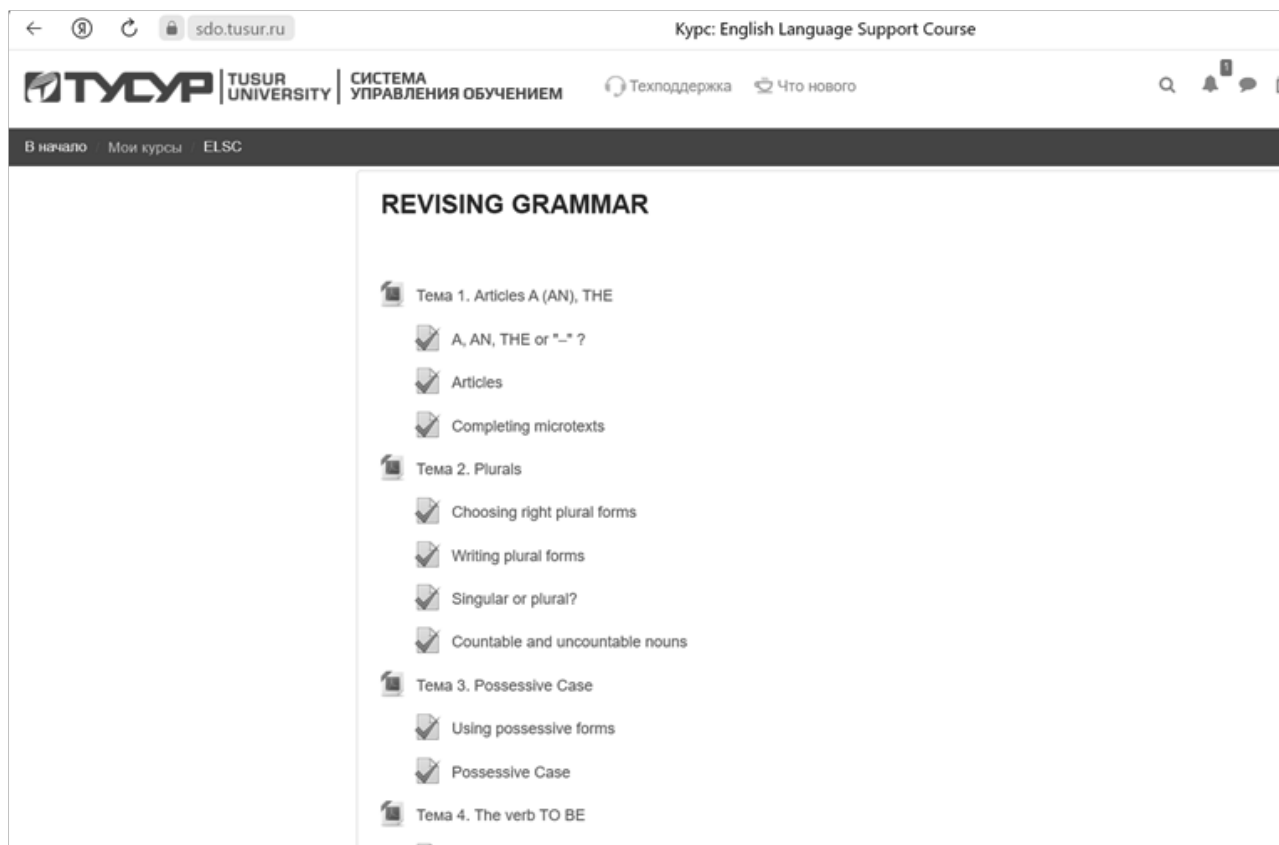 sdo.tusur.ru
Курс: English Language Support Course
ТУСУР
TUSUR UNIVERSITY
СИСТЕМА УПРАВЛЕНИЯ ОБУЧЕНИЕМ
Техподдержка
Что нового
1
В начало / Мои курсы / ELSC
REVISING GRAMMAR
Тема 1. Articles A (AN), THE
A, AN, THE or "–" ?
Articles
Completing microtexts
Тема 2. Plurals
Choosing right plural forms
Writing plural forms
Singular or plural?
Countable and uncountable nouns
Тема 3. Possessive Case
Using possessive forms
Possessive Case
Тема 4. The verb TO BE